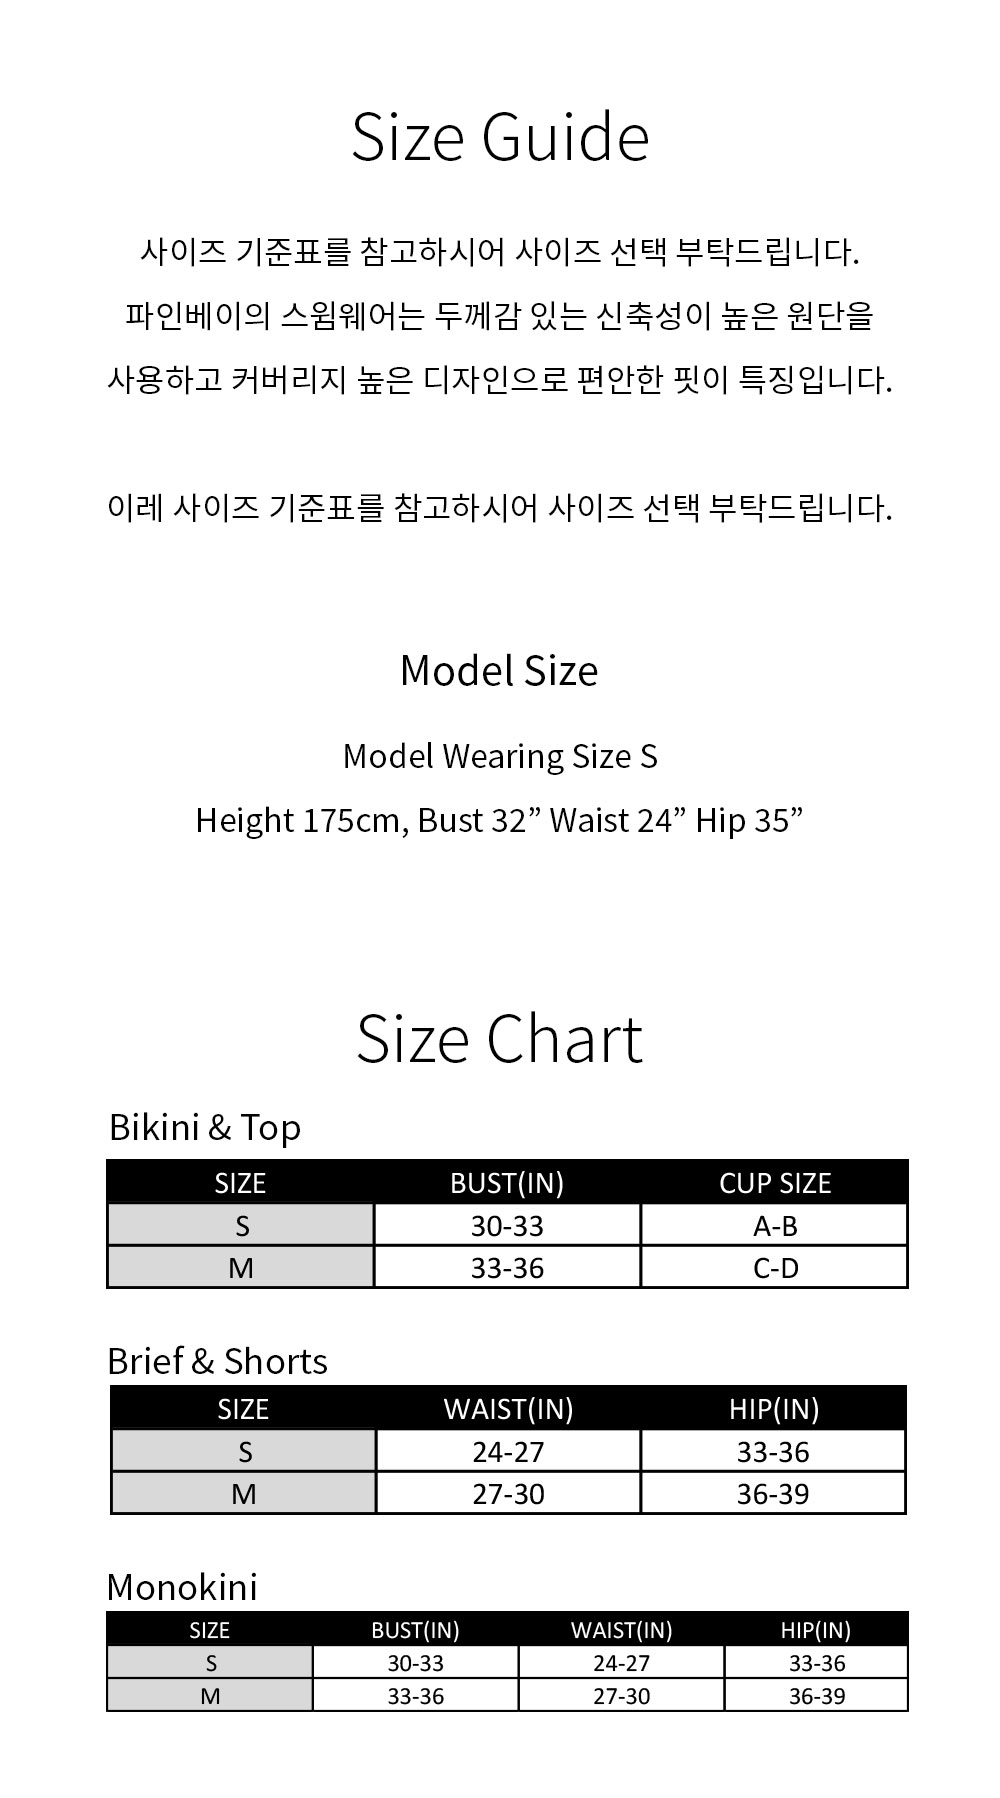 Size Guide
사이즈 기준표를 참고하시어 사이즈 선택 부탁드립니다.
파인베이의 스윔웨어는 두께감 있는 신축성이 높은 원단을
사용하고 커버리지 높은 디자인으로 편안한 핏이 특징입니다.
이레 사이즈 기준표를 참고하시어 사이즈 선택 부탁드립니다.
Model Size
Model Wearing Size S
Height 175cm, Bust 32” Waist 24” Hip 35”
Size Chart
Bikini & Top
SIZE BUST(IN) CUP SIZE
S 30-33 A-B
M 33-36 C-D
Brief & Shorts
SIZE WAIST(IN) HIP(IN)
S 24-27 33-36
M 27-30 36-39
Monokini
SIZE BUST(IN) WAIST(IN) HIP(IN)
S 30-33 24-27 33-36
M 33-36 27-30 36-39